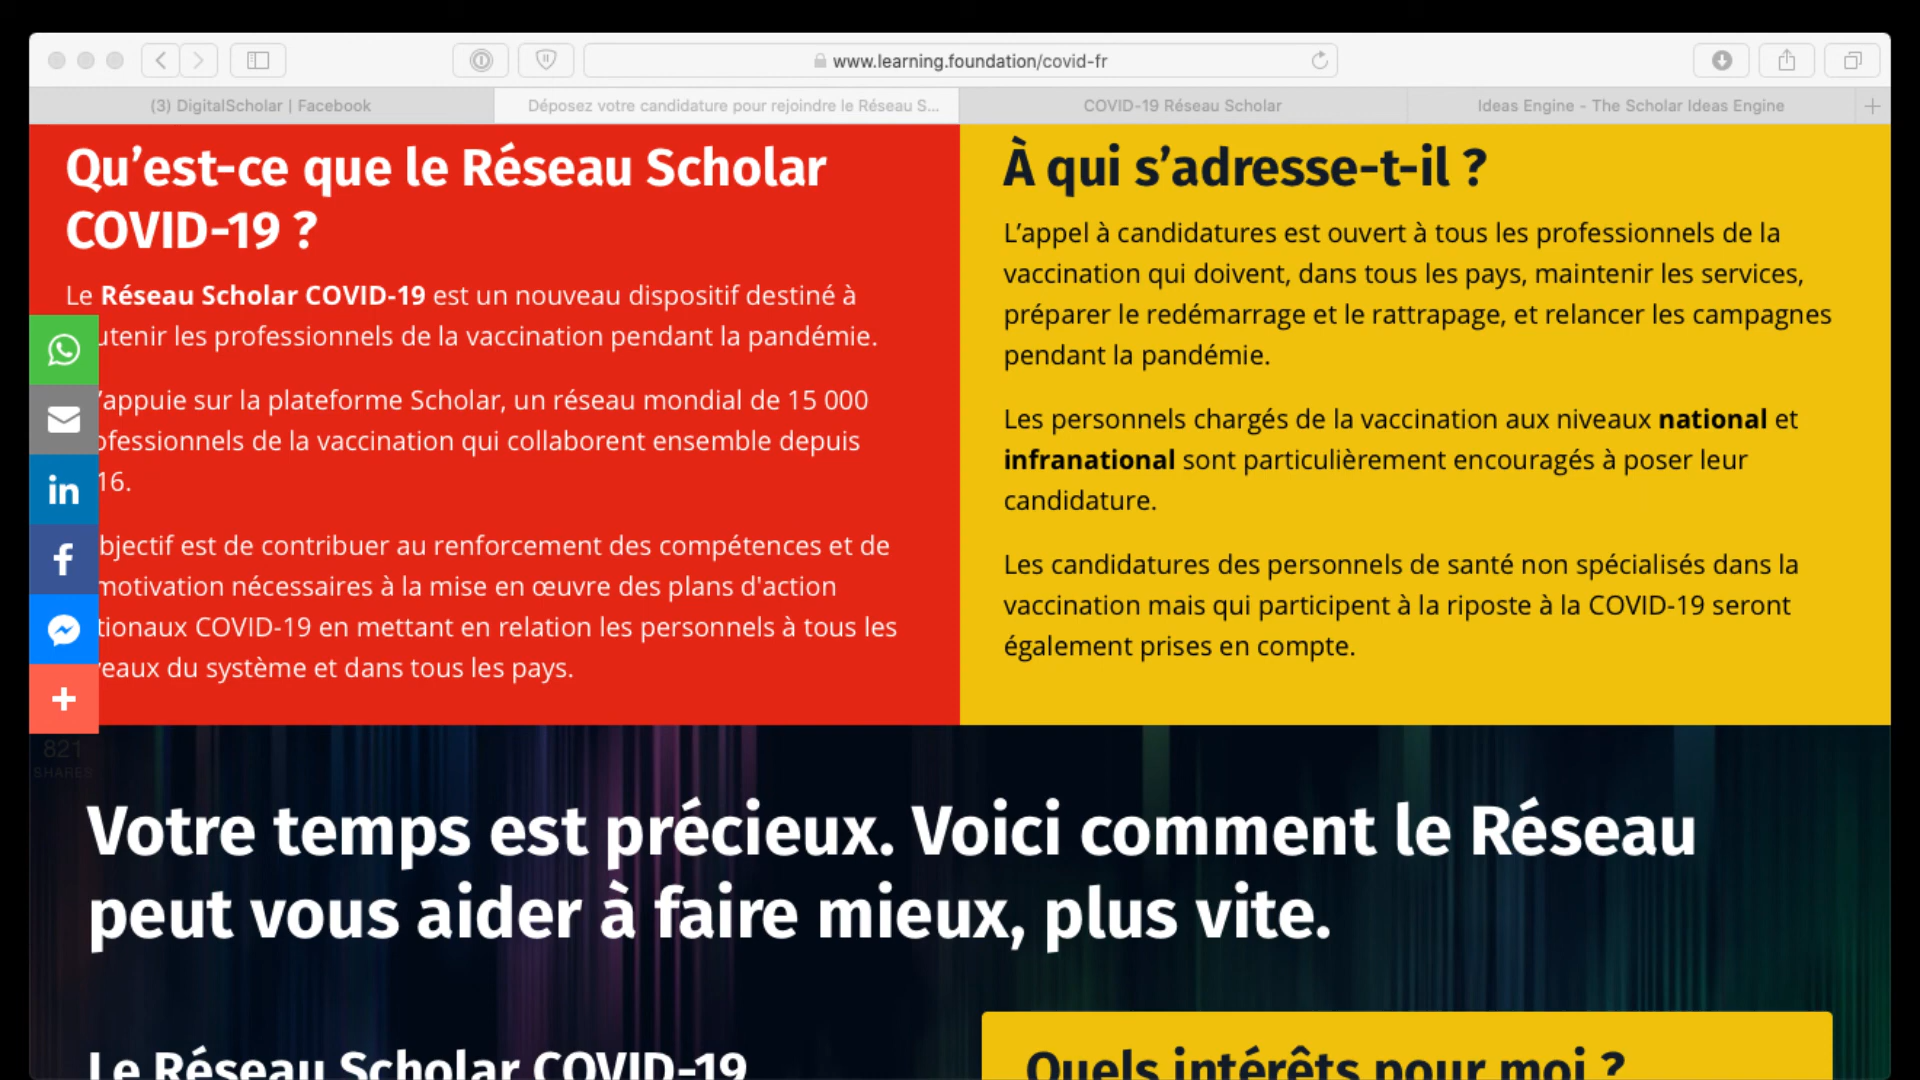 www.learning.foundation/covid-fr
(3) DigitalScholar | Facebook
Déposez votre candidature pour rejoindre le Réseau S...
COVID-19 Réseau Scholar
Ideas Engine - The Scholar Ideas Engine
Qu’est-ce que le Réseau Scholar
COVID-19 ?
Le Réseau Scholar COVID-19 est un nouveau dispositif destiné à
utenir les professionnels de la vaccination pendant la pandémie.
’appuie sur la plateforme Scholar, un réseau mondial de 15 000
ofessionnels de la vaccination qui collaborent ensemble depuis
16.
bjectif est de contribuer au renforcement des compétences et de
motivation nécessaires à la mise en œuvre des plans d'action
tionaux COVID-19 en mettant en relation les personnels à tous les
veaux du système et dans tous les pays.
À qui s’adresse-t-il ?
L’appel à candidatures est ouvert à tous les professionnels de la
vaccination qui doivent, dans tous les pays, maintenir les services,
préparer le redémarrage et le rattrapage, et relancer les campagnes
pendant la pandémie.
Les personnels chargés de la vaccination aux niveaux national et
infranational sont particulièrement encouragés à poser leur
candidature.
Les candidatures des personnels de santé non spécialisés dans la
vaccination mais qui participent à la riposte à la COVID-19 seront
également prises en compte.
821
SHARES
Votre temps est précieux. Voici comment le Réseau
peut vous aider à faire mieux, plus vite.
Le Réseau Scholar COVID-19
Quels intérêts pour moi ?